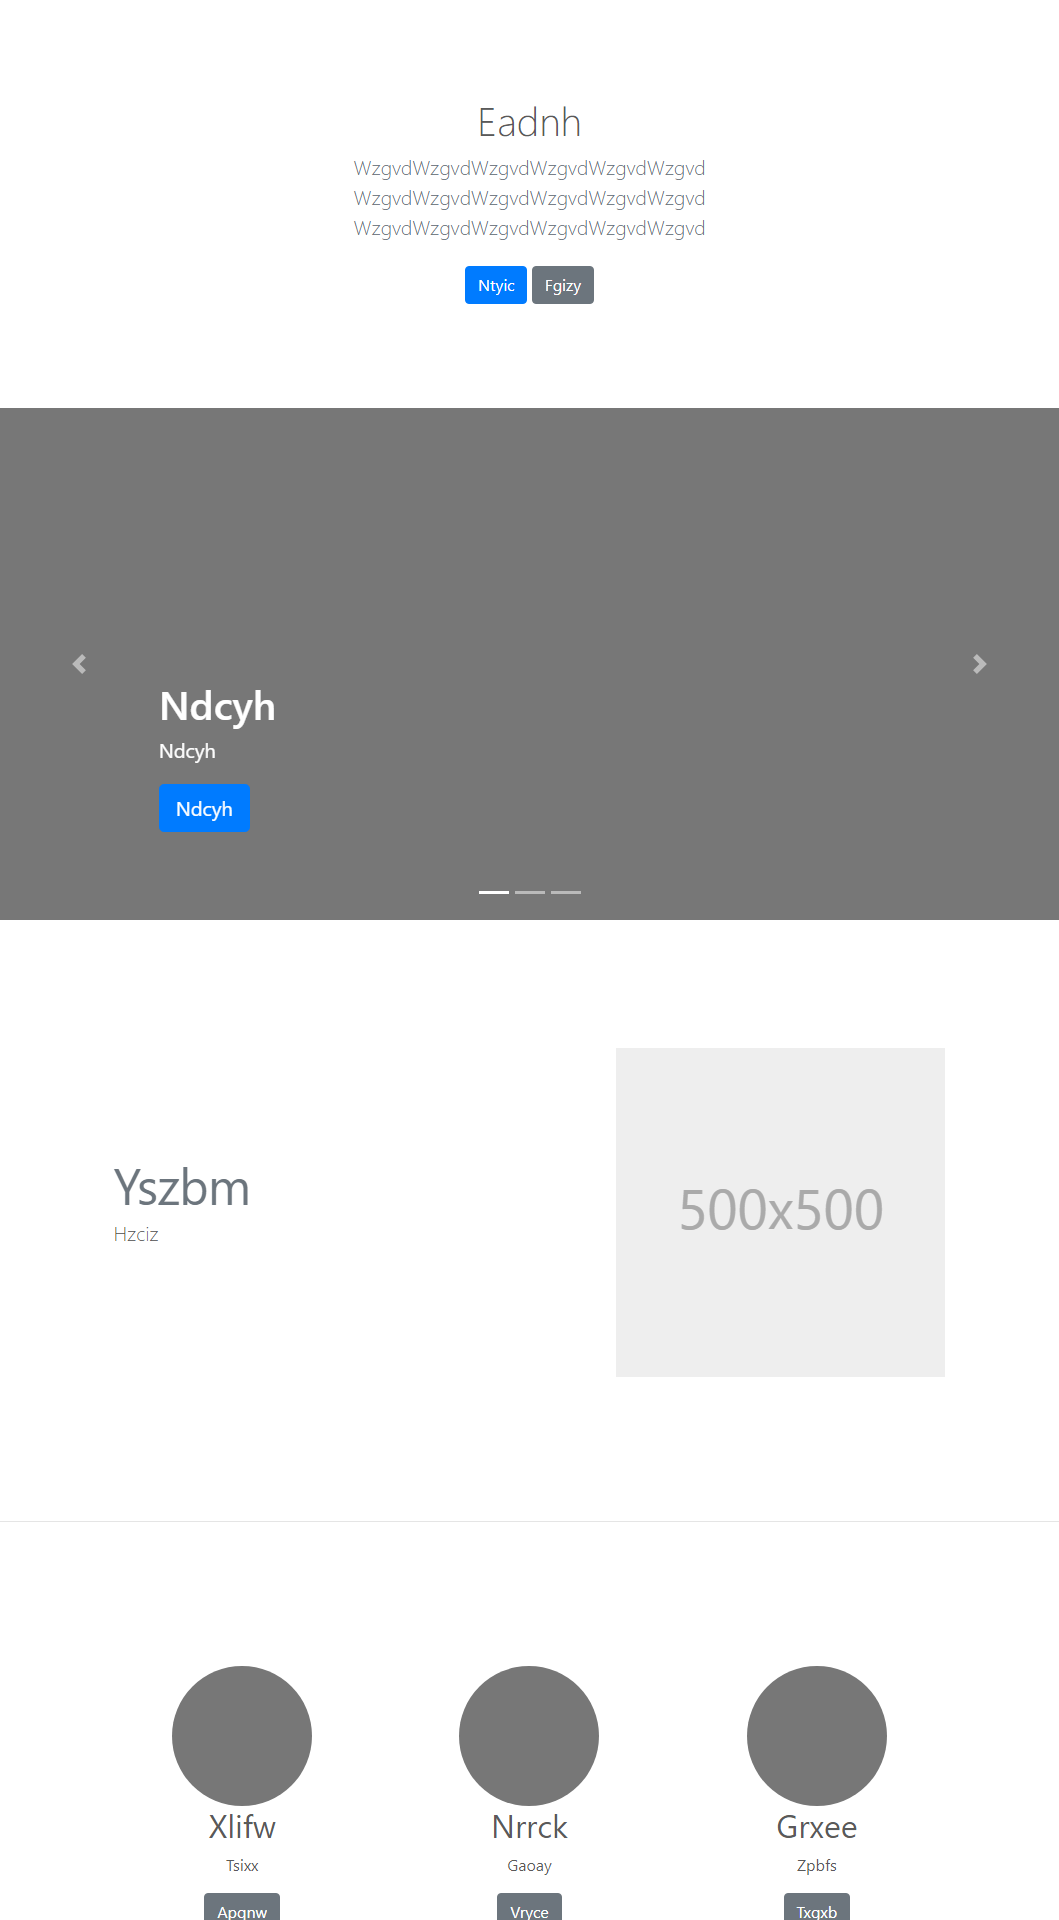 Eadnh
WzgvdWzgvdWzgvdWzgvdWzgvdWzgvd
WzgvdWzgvdWzgvdWzgvdWzgvdWzgvd
WzgvdWzgvdWzgvdWzgvdWzgvdWzgvd
Ntyic Fgizy
Ndcyh
Ndcyh
Ndcyh
Yszbm
Hzciz
500x500
Xlifw Nrrck Grxee
Tsixx Gaoay Zpbfs
Apqnw Vryce Txqxb